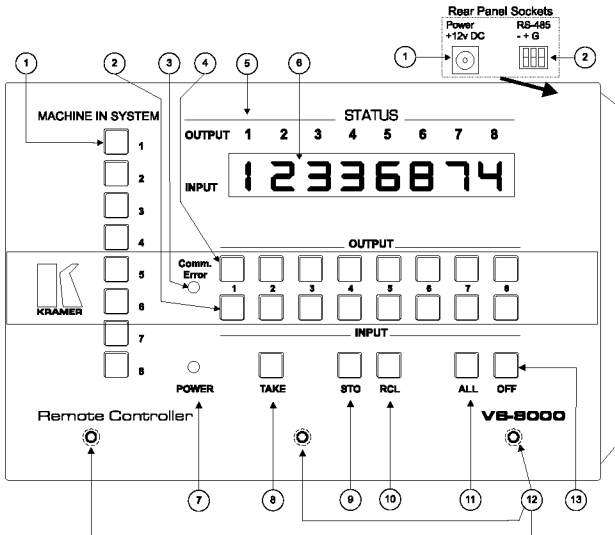 Rear Panel Sockets
Power RS-485
+12v DC - + G
1 2
1 2 3 4 5 6
MACHINE IN SYSTEM
STATUS
OUTPUT 1 2 3 4 5 6 7 8
INPUT 12336874
1
2
3
4
5
6
7
8
OUTPUT
Comm.
Error
1 2 3 4 5 6 7 8
INPUT
KRAMER
POWER TAKE STO RCL ALL OFF
Remote Controller VS-8000
7 8 9 10 11 12 13